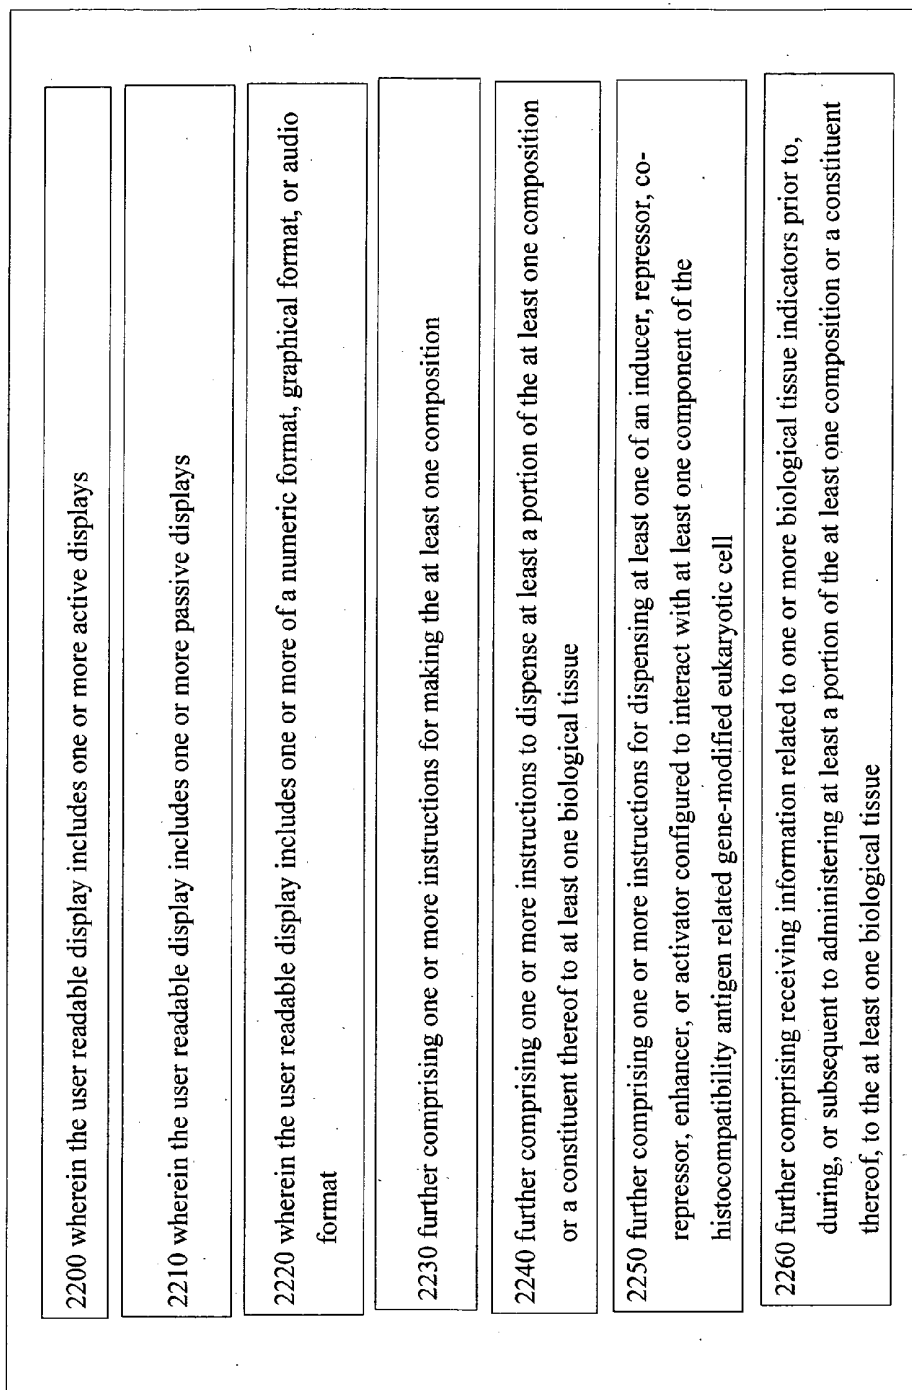 2200 wherein the user readable display includes one or more active displays
2210 wherein the user readable display includes one or more passive displays
2220 wherein the user readable display includes one or more of a numeric format, graphical format, or audio
format
2230 further comprising one or more instructions for making the at least one composition
2240 further comprising one or more instructions to dispense at least a portion of the at least one composition
or a constituent thereof to at least one biological tissue
2250 further comprising one or more instructions for dispensing at least one of an inducer, repressor, co-
repressor, enhancer, or activator configured to interact with at least one component of the
histocompatibility antigen related gene-modified eukaryotic cell
2260 further comprising receiving information related to one or more biological tissue indicators prior to,
during, or subsequent to administering at least a portion of the at least one composition or a constituent
thereof, to the at least one biological tissue